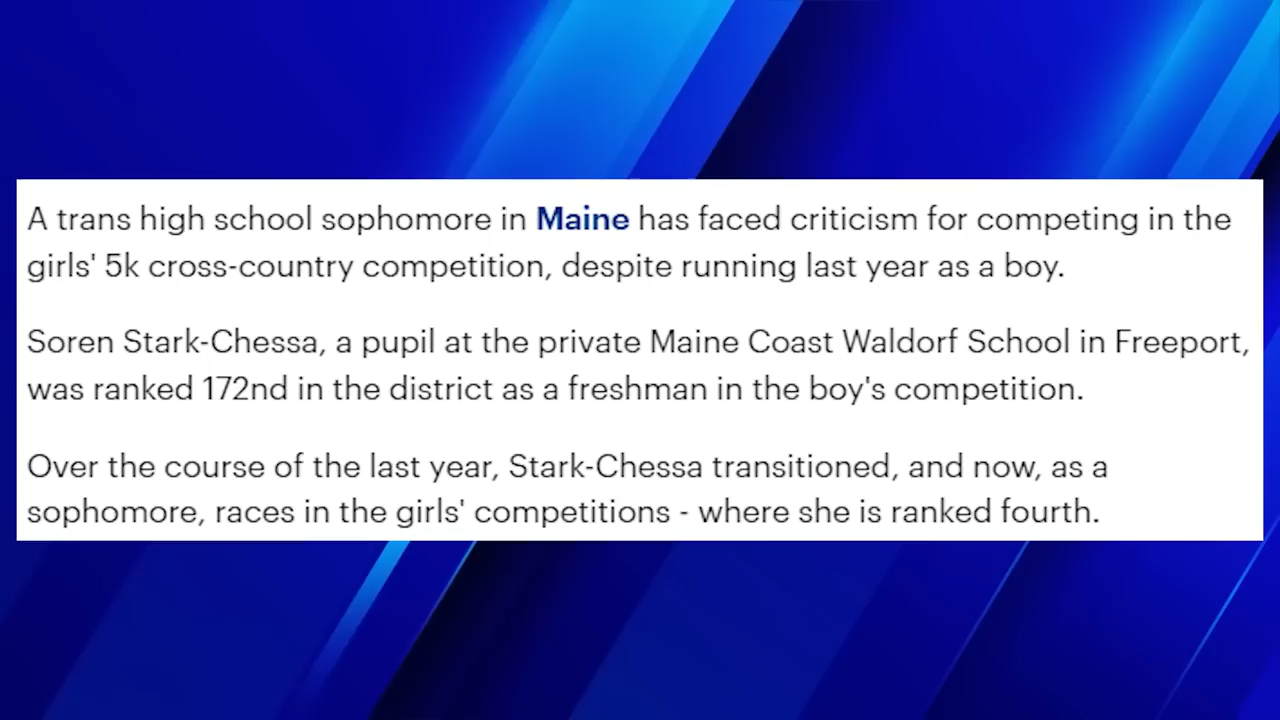 A trans high school sophomore in Maine has faced criticism for competing in the
girls' 5k cross-country competition, despite running last year as a boy.
Soren Stark-Chessa, a pupil at the private Maine Coast Waldorf School in Freeport,
was ranked 172nd in the district as a freshman in the boy's competition.
Over the course of the last year, Stark-Chessa transitioned, and now, as a
sophomore, races in the girls' competitions - where she is ranked fourth.